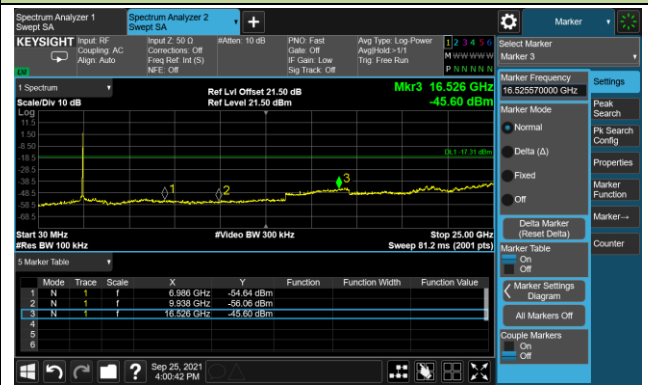 Spectrum Analyzer 1
Swept SA
Spectrum Analyzer 2
Swept SA
Marker
KEYSIGHT
Input: RF
Coupling: AC
Align: Auto
Input Z: 50 Ω
Corrections: Off
Freq Ref: Int (S)
NFE: Off
#Atten: 10 dB
PNO: Fast
Gate: Off
IF Gain: Low
Sig Track: Off
Avg Type: Log-Power
Avg|Hold:>1/1
Trig: Free Run
1 2 3 4 5 6
M W W W W W
P N N N N N
LXI
1 Spectrum
Scale/Div 10 dB
Log
Ref Lvl Offset 21.50 dB
Ref Level 21.50 dBm
Mkr3 16.526 GHz
-45.60 dBm
11.5
1.50
-8.50
-18.5
-28.5
-38.5
-48.5
-58.5
-68.5
DL1 -17.31 dBm
1
2
3
Start 30 MHz
#Res BW 100 kHz
#Video BW 300 kHz
Stop 25.00 GHz
Sweep 81.2 ms (2001 pts)
5 Marker Table
Mode Trace Scale X Y Function Function Width Function Value
1 N 1 f 6.986 GHz -54.64 dBm
2 N 1 f 9.938 GHz -56.06 dBm
3 N 1 f 16.526 GHz -45.60 dBm
4
5
6
?
Sep 25, 2021
4:00:42 PM
Select Marker
Marker 3
Marker Frequency
16.525570000 GHz
Marker Mode
Normal
Delta (Δ)
Fixed
Off
Delta Marker
(Reset Delta)
Marker Table
On
Off
Marker Settings
Diagram
All Markers Off
Couple Markers
On
Off
Settings
Peak
Search
Pk Search
Config
Properties
Marker
Function
Marker→
Counter